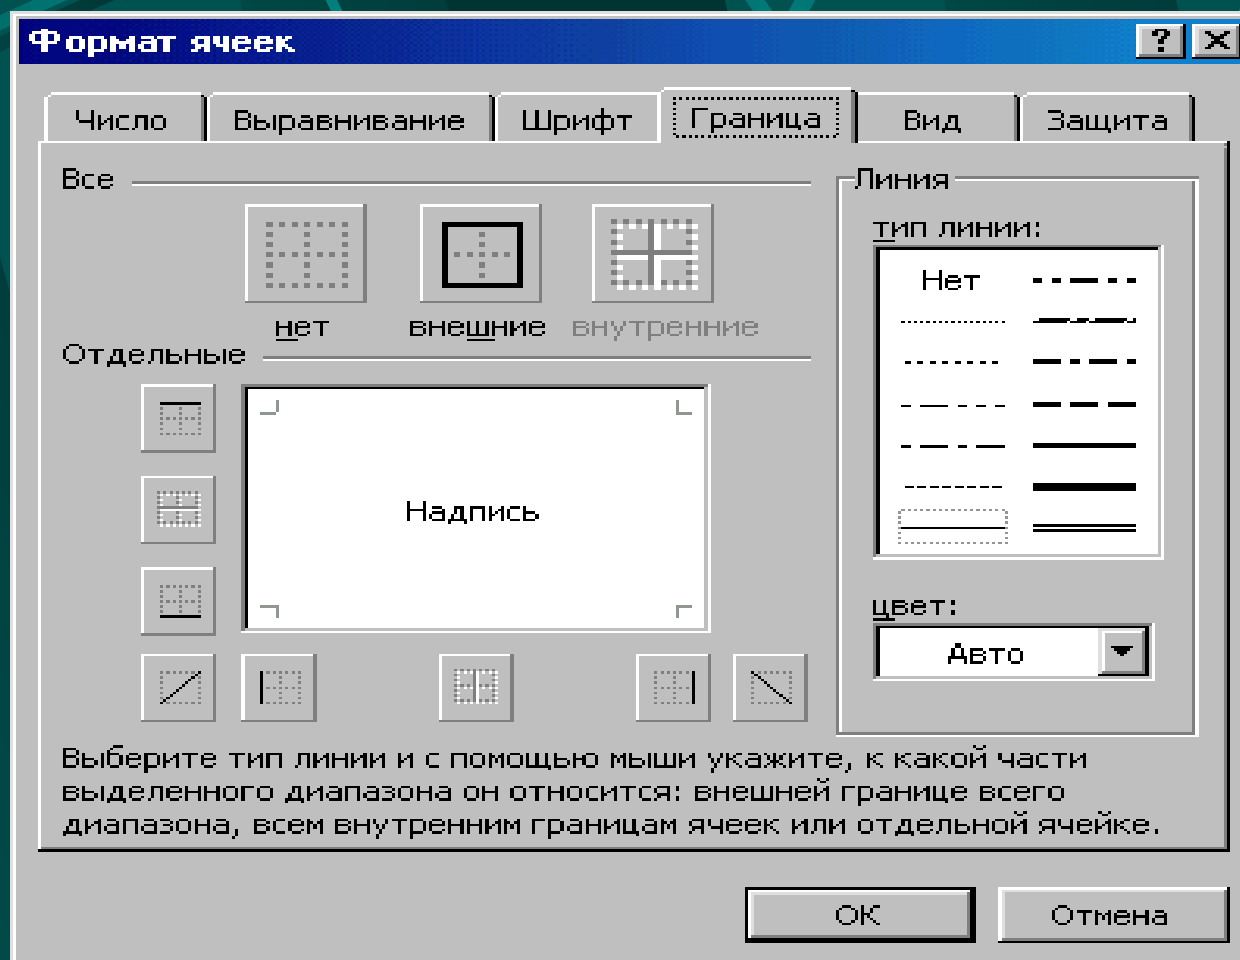 Формат ячеек
Число Выравнивание Шрифт Граница Вид Защита
Все
нет внешние внутренние
Отдельные
Надпись
Линия
тип линии:
Нет
цвет:
Авто
Выберите тип линии и с помощью мыши укажите, к какой части
выделенного диапазона он относится: внешней границе всего
диапазона, всем внутренним границам ячеек или отдельной ячейке.
ОК Отмена